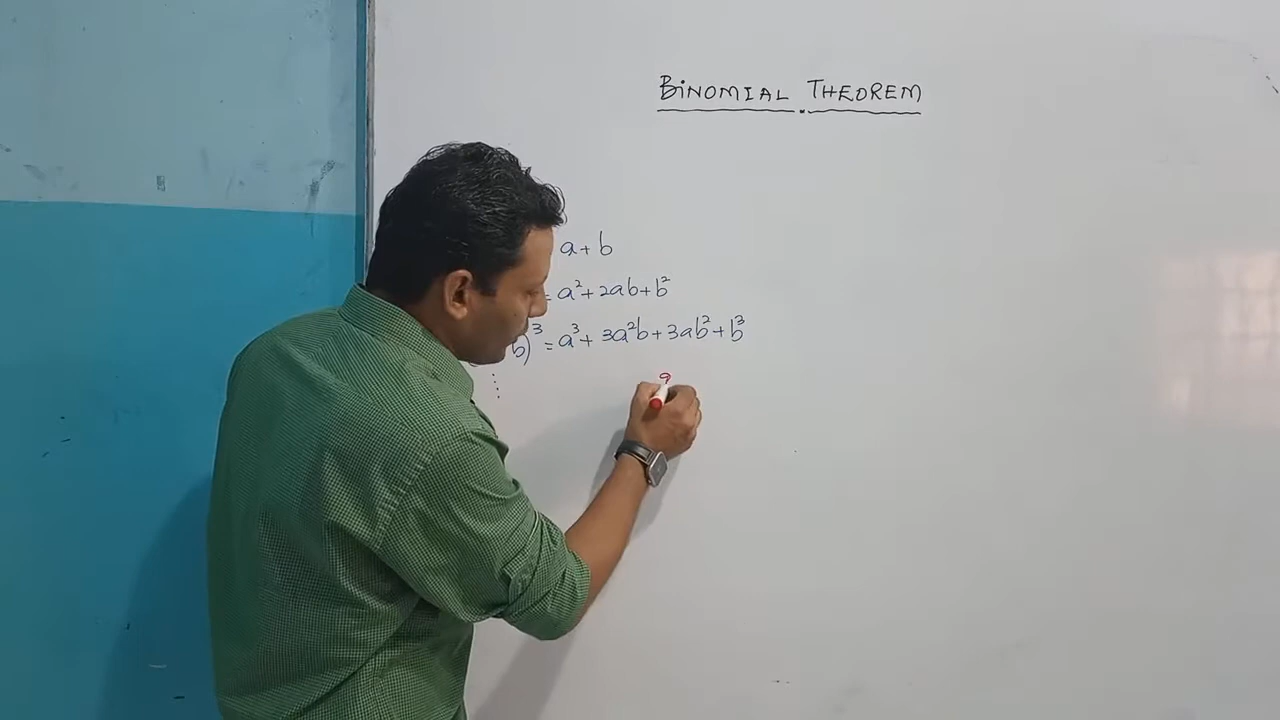 BINOMIAL THEOREM
a + b
= a² + 2ab + b²
b)³ = a³ + 3a²b + 3ab² + b³
⋮